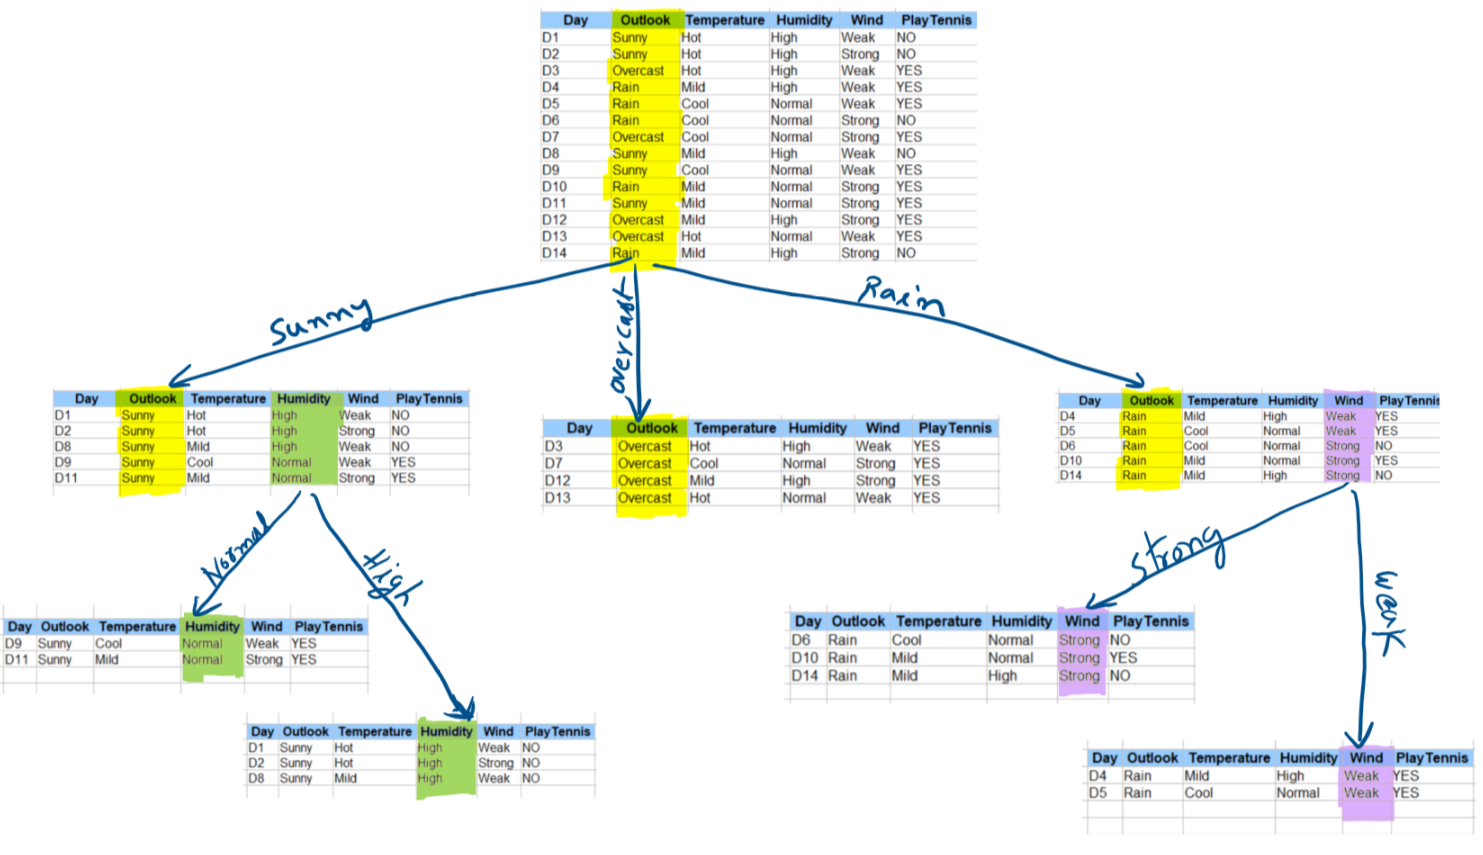 Day Outlook Temperature Humidity Wind PlayTennis
D1 Sunny Hot High Weak NO
D2 Sunny Hot High Strong NO
D3 Overcast Hot High Weak YES
D4 Rain Mild High Weak YES
D5 Rain Cool Normal Weak YES
D6 Rain Cool Normal Strong NO
D7 Overcast Cool Normal Strong YES
D8 Sunny Mild High Weak NO
D9 Sunny Cool Normal Weak YES
D10 Rain Mild Normal Strong YES
D11 Sunny Mild Normal Strong YES
D12 Overcast Mild High Strong YES
D13 Overcast Hot Normal Weak YES
D14 Rain Mild High Strong NO
Sunny
overcast
Rain
Day Outlook Temperature Humidity Wind PlayTennis
D1 Sunny Hot High Weak NO
D2 Sunny Hot High Strong NO
D8 Sunny Mild High Weak NO
D9 Sunny Cool Normal Weak YES
D11 Sunny Mild Normal Strong YES
Day Outlook Temperature Humidity Wind PlayTennis
D3 Overcast Hot High Weak YES
D7 Overcast Cool Normal Strong YES
D12 Overcast Mild High Strong YES
D13 Overcast Hot Normal Weak YES
Day Outlook Temperature Humidity Wind PlayTennis
D4 Rain Mild High Weak YES
D5 Rain Cool Normal Weak YES
D6 Rain Cool Normal Strong NO
D10 Rain Mild Normal Strong YES
D14 Rain Mild High Strong NO
Normal
High
Strong
weak
Day Outlook Temperature Humidity Wind PlayTennis
D9 Sunny Cool Normal Weak YES
D11 Sunny Mild Normal Strong YES
Day Outlook Temperature Humidity Wind PlayTennis
D1 Sunny Hot High Weak NO
D2 Sunny Hot High Strong NO
D8 Sunny Mild High Weak NO
Day Outlook Temperature Humidity Wind PlayTennis
D6 Rain Cool Normal Strong NO
D10 Rain Mild Normal Strong YES
D14 Rain Mild High Strong NO
Day Outlook Temperature Humidity Wind PlayTennis
D4 Rain Mild High Weak YES
D5 Rain Cool Normal Weak YES